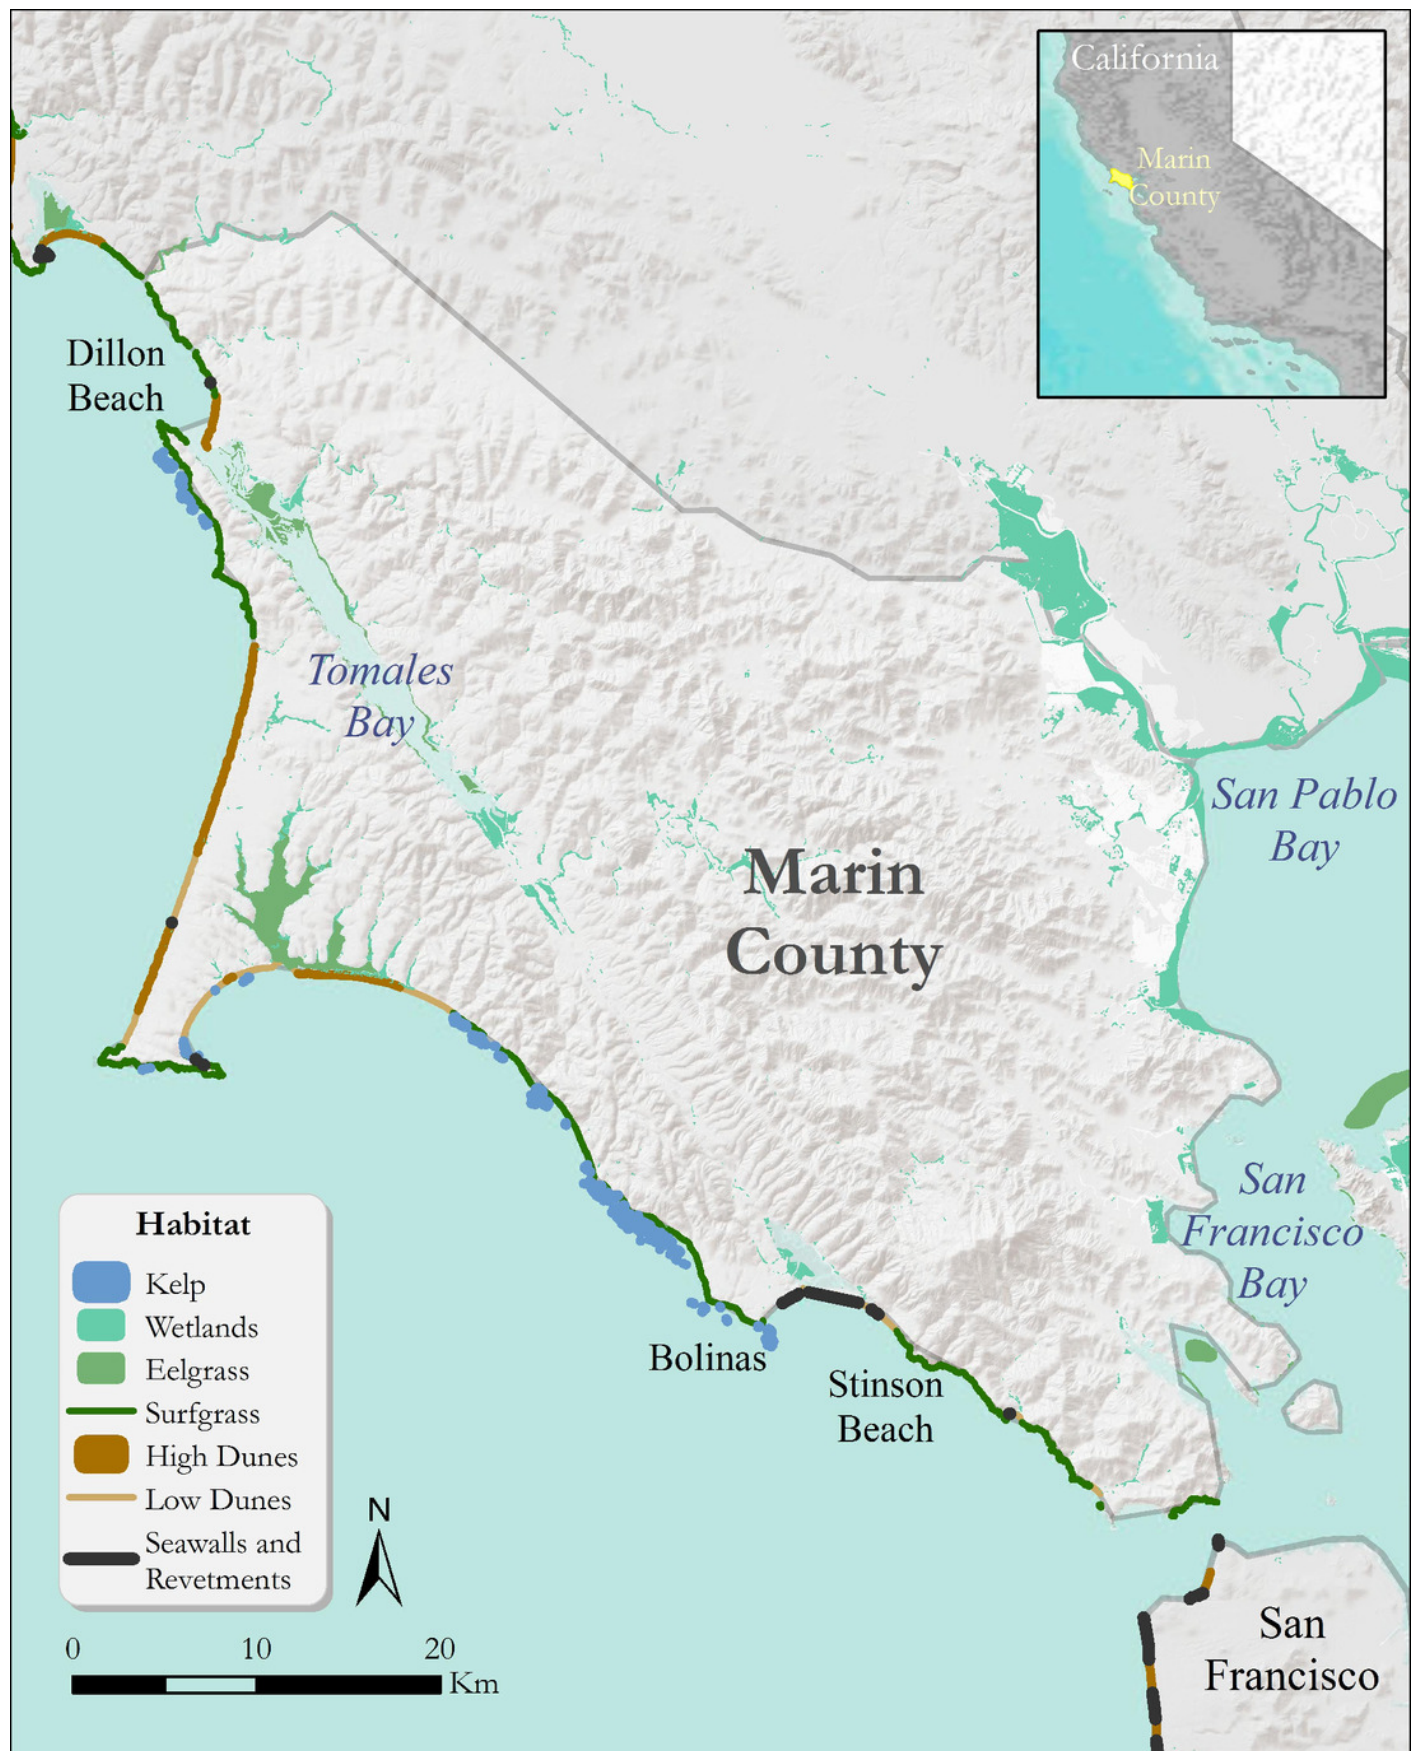 California
Marin
County
Dillon
Beach
Tomales
Bay
San Pablo
Bay
Marin
County
San
Francisco
Bay
Habitat
Kelp
Wetlands
Eelgrass
Surfgrass
High Dunes
Low Dunes
Seawalls and
Revetments
Bolinas
Stinson
Beach
N
San
Francisco
0 10 20
Km